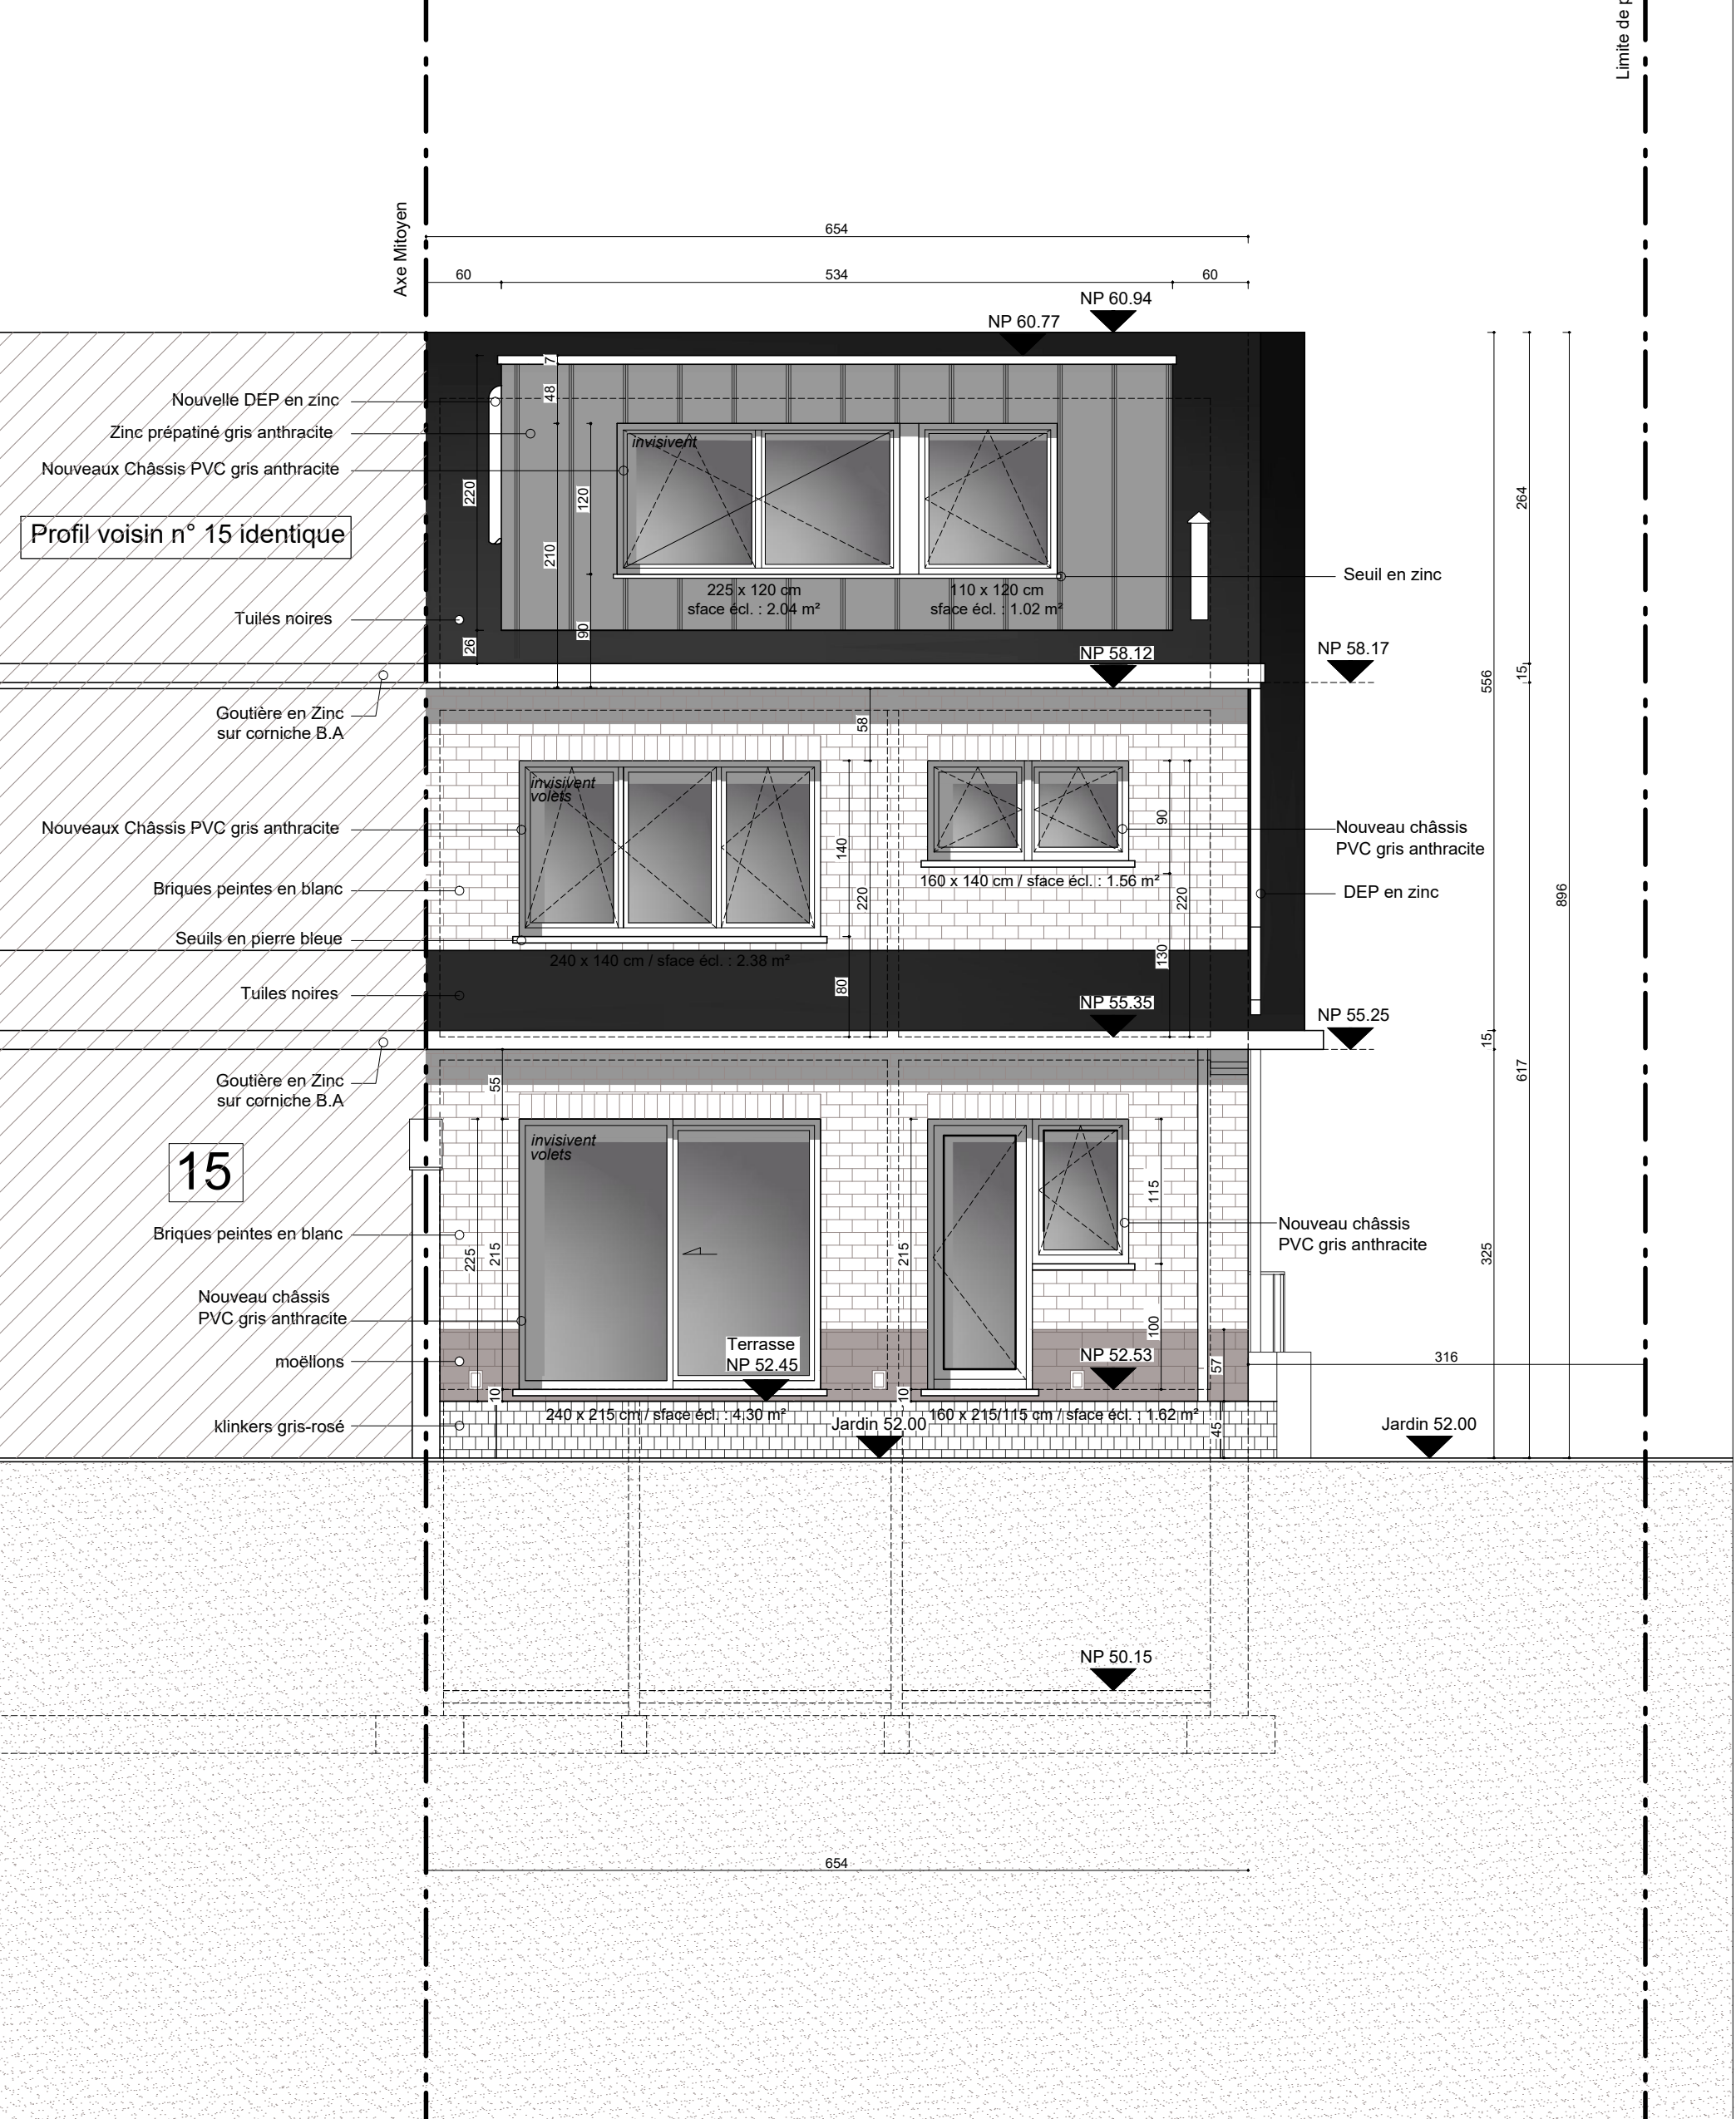 Limite de p
Axe Mitoyen
654
60
534
60
NP 60.94
NP 60.77
7
48
Nouvelle DEP en zinc
Zinc prépatiné gris anthracite
invisivent
Nouveaux Châssis PVC gris anthracite
220
120
264
Profil voisin n° 15 identique
210
Seuil en zinc
225 x 120 cm
sface écl. : 2.04 m²
110 x 120 cm
sface écl. : 1.02 m²
Tuiles noires
90
26
NP 58.12
NP 58.17
15
556
Goutière en Zinc
sur corniche B.A
58
invisivent
volets
Nouveaux Châssis PVC gris anthracite
90
Nouveau châssis
PVC gris anthracite
140
160 x 140 cm / sface écl. : 1.56 m²
Briques peintes en blanc
220
220
DEP en zinc
896
Seuils en pierre bleue
240 x 140 cm / sface écl. : 2.38 m²
130
80
Tuiles noires
NP 55.35
NP 55.25
15
617
Goutière en Zinc
sur corniche B.A
55
invisivent
volets
15
115
Briques peintes en blanc
Nouveau châssis
PVC gris anthracite
225
215
215
325
Nouveau châssis
PVC gris anthracite
100
Terrasse
NP 52.45
moëllons
NP 52.53
57
316
10
10
240 x 215 cm / sface écl. : 4.30 m²
160 x 215/115 cm / sface écl. : 1.62 m²
klinkers gris-rosé
Jardin 52.00
45
Jardin 52.00
NP 50.15
654